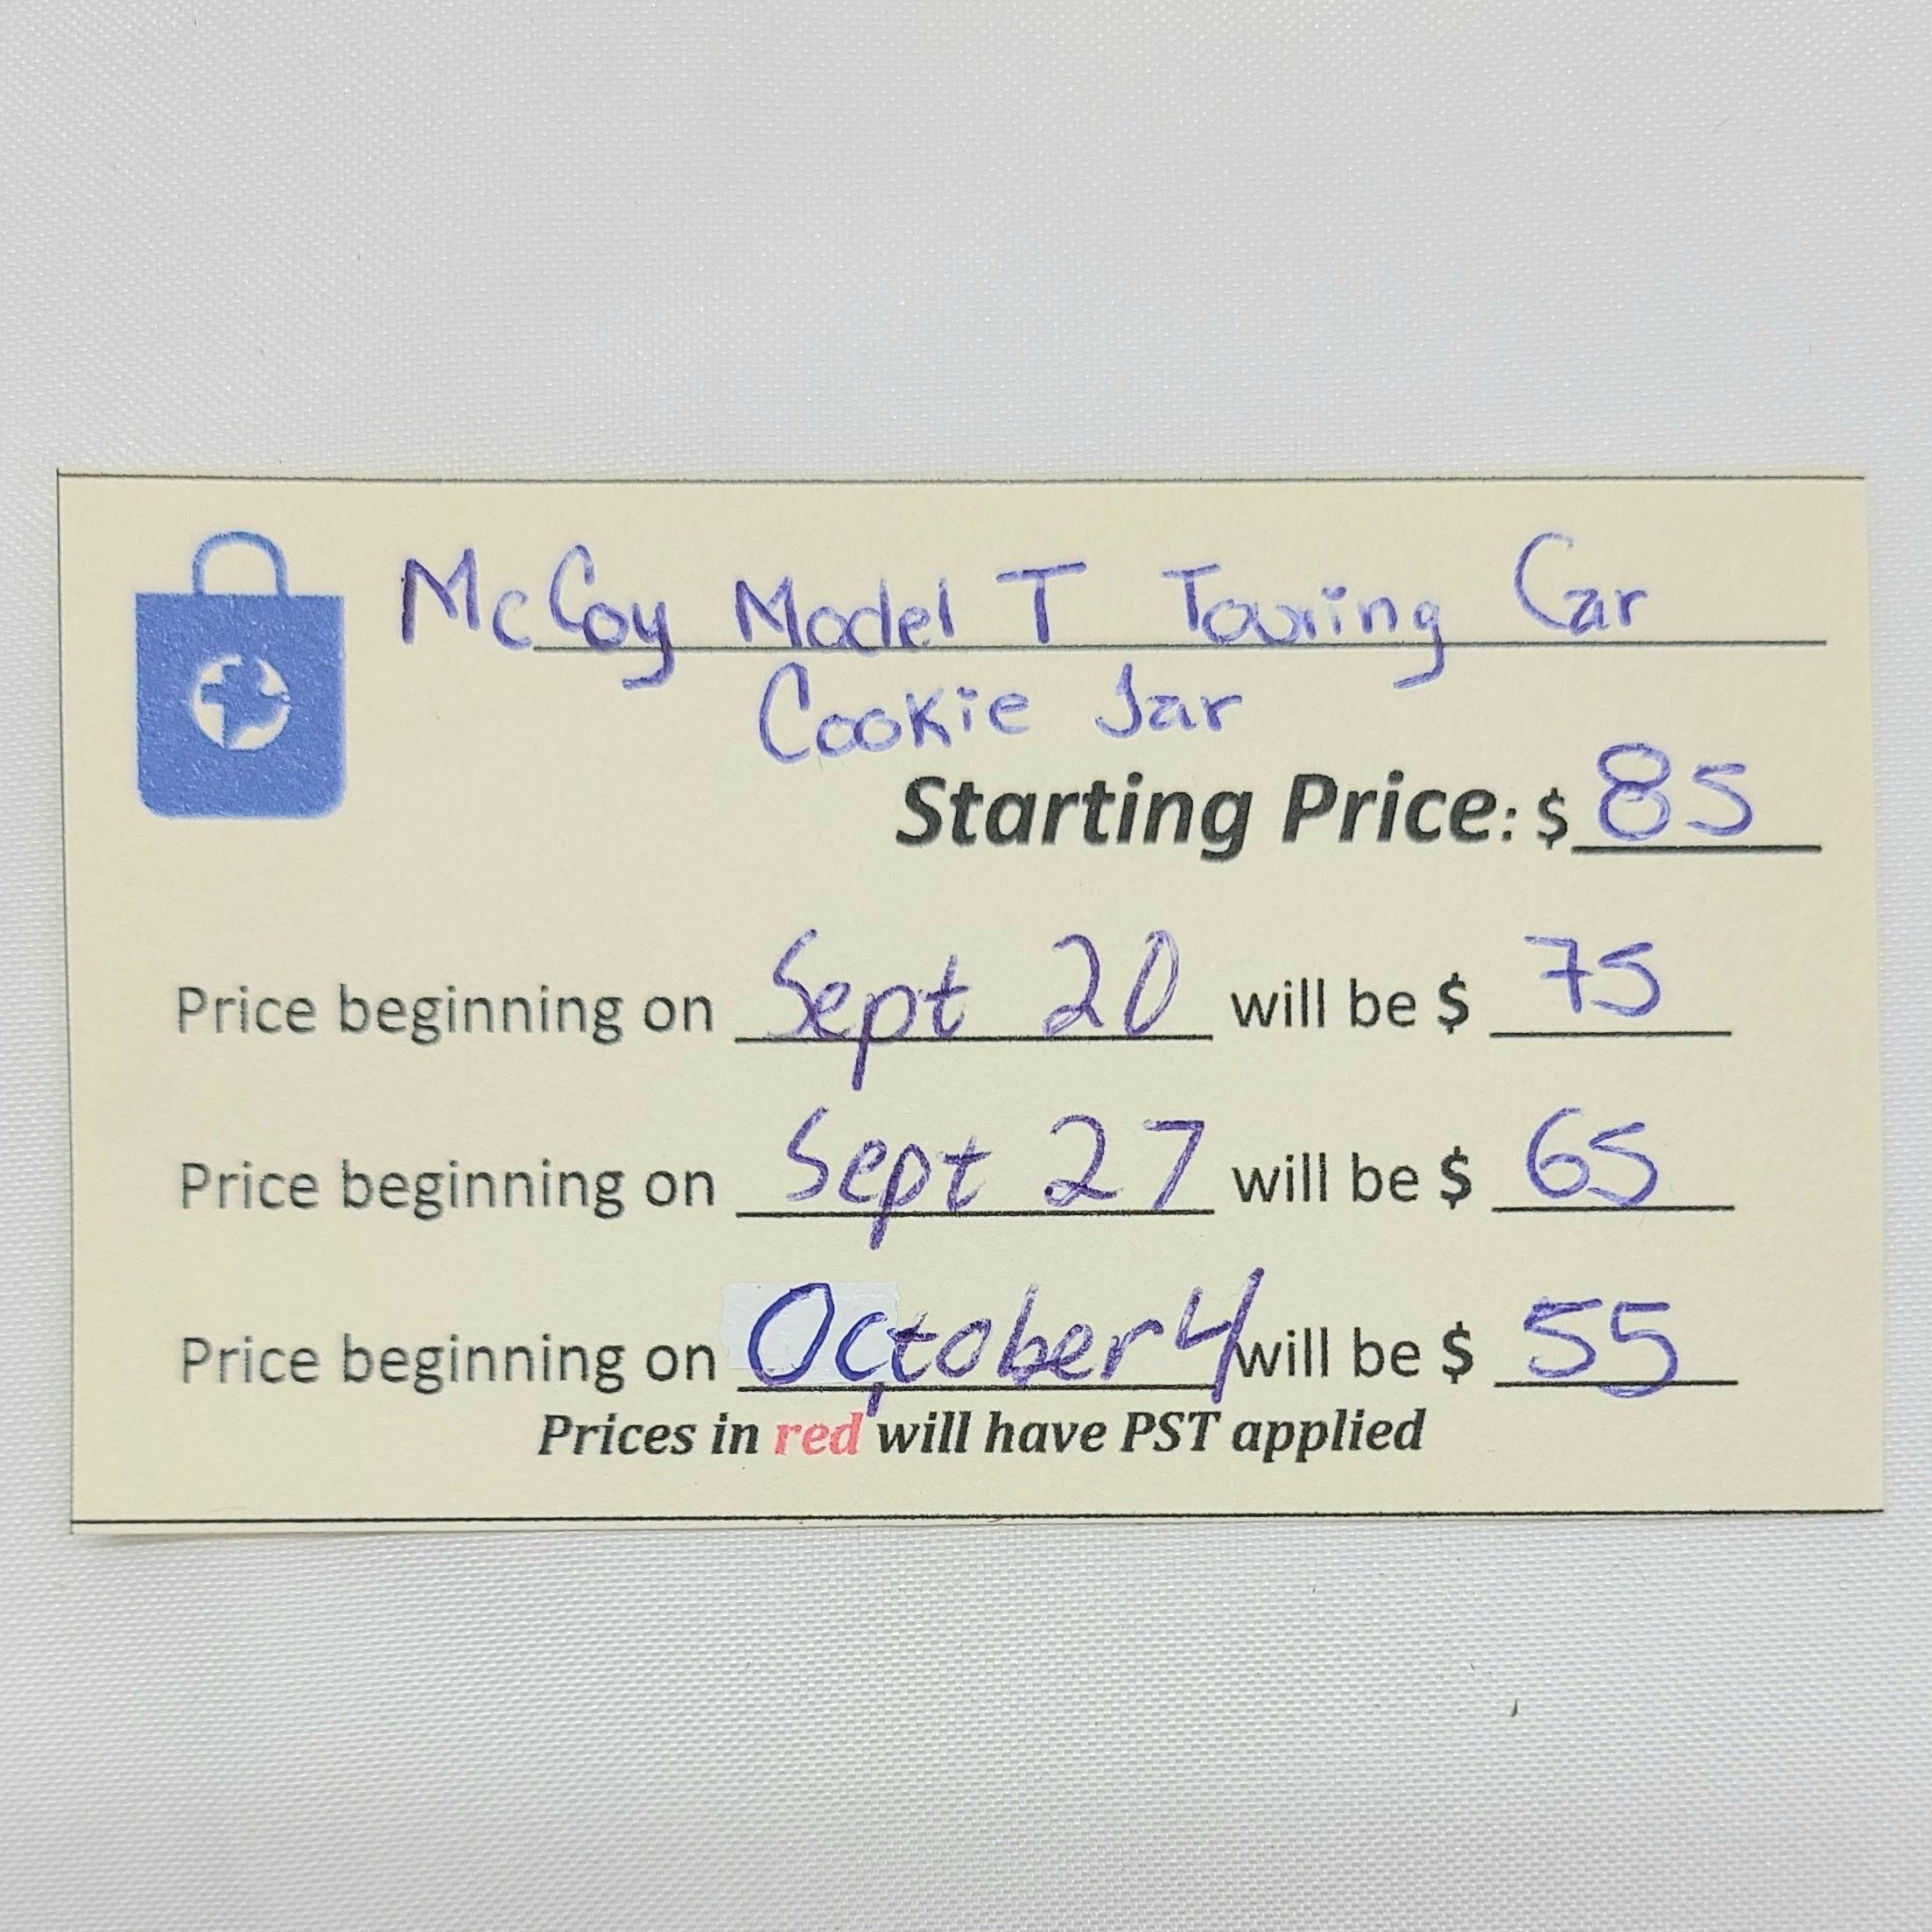 McCoy Model T Touring Car
Cookie Jar
Starting Price: $ 85
Price beginning on Sept 20 will be $ 75
Price beginning on Sept 27 will be $ 65
Price beginning on October 4 will be $ 55
Prices in red will have PST applied